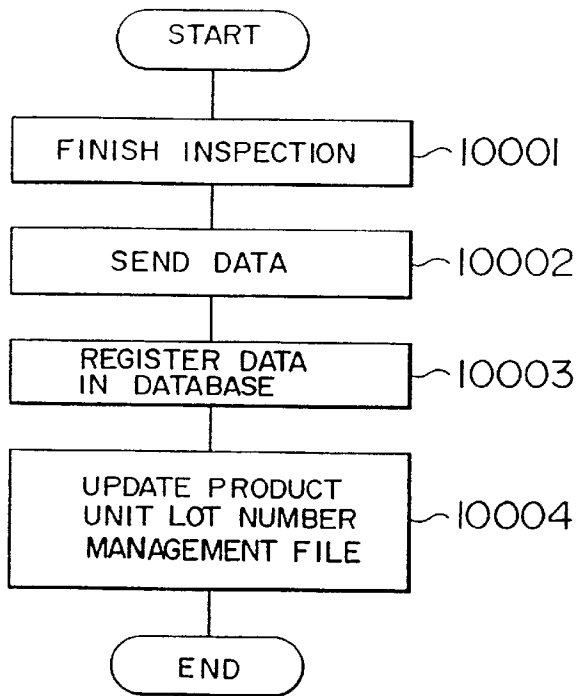 START
FINISH INSPECTION
10001
SEND DATA
10002
REGISTER DATA
IN DATABASE
10003
UPDATE PRODUCT
UNIT LOT NUMBER
MANAGEMENT FILE
10004
END